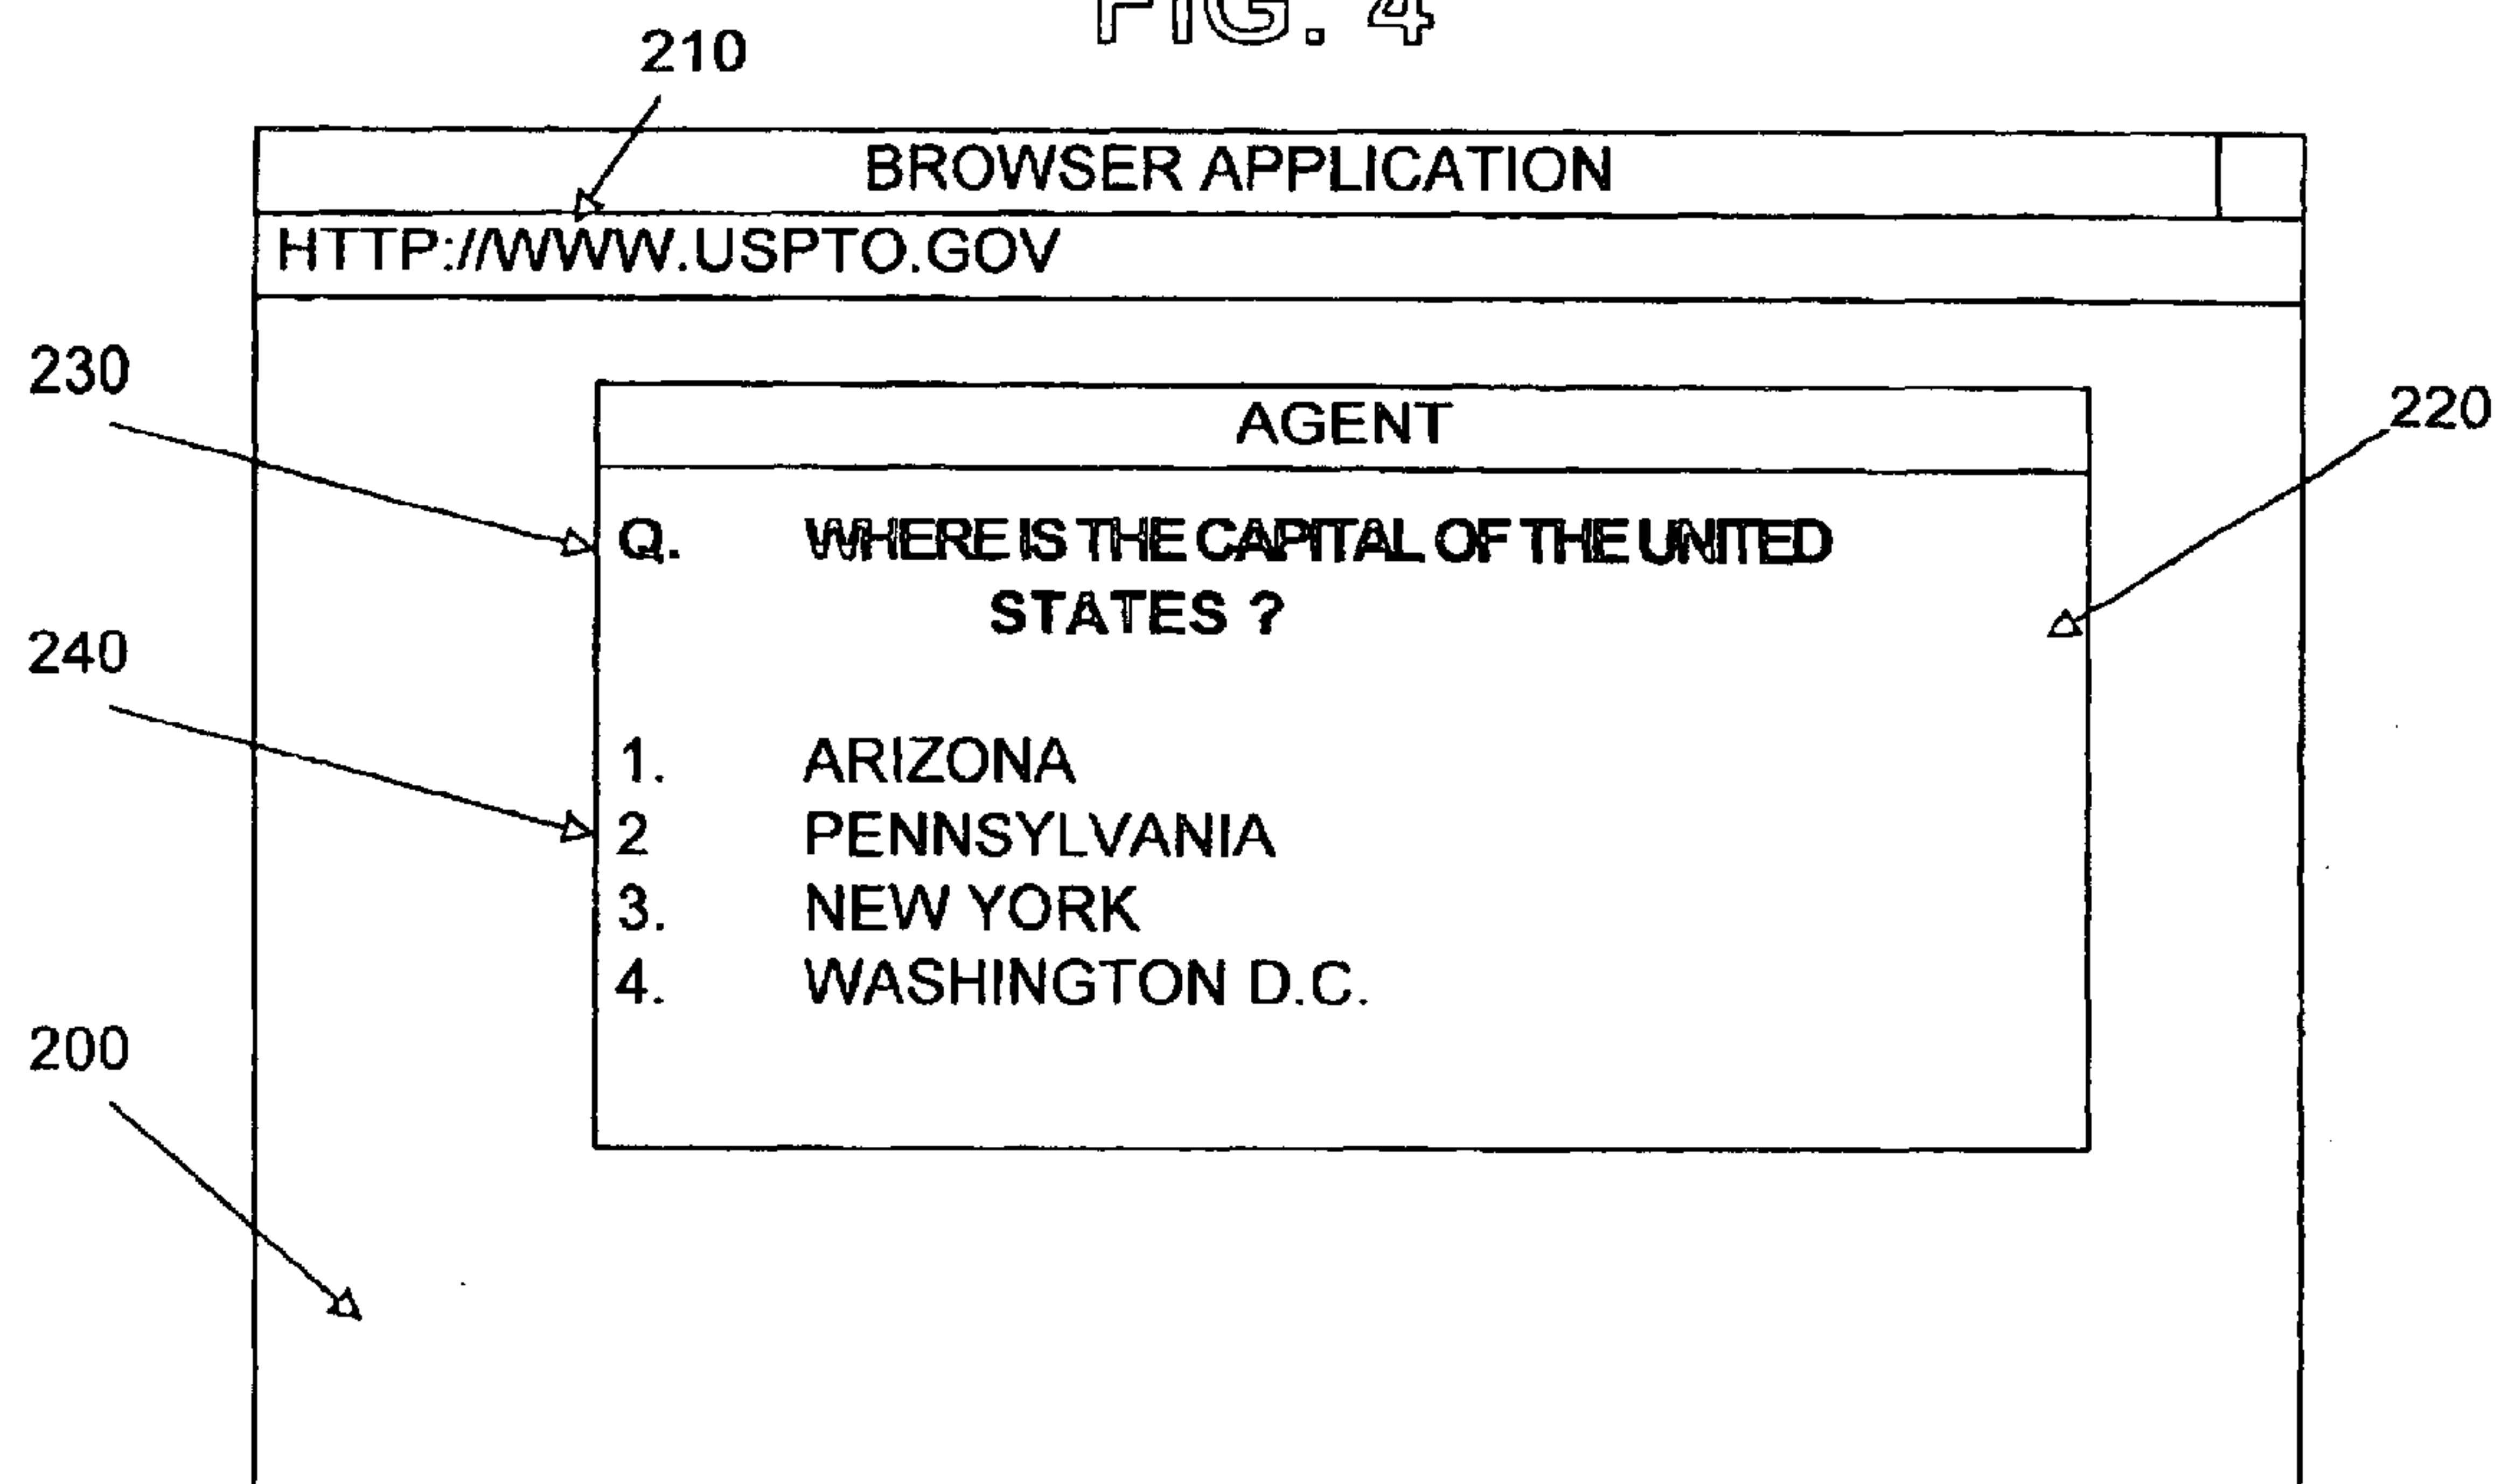 FIG. 4
210
BROWSER APPLICATION
HTTP://WWW.USPTO.GOV
230
AGENT
220
Q. WHERE IS THE CAPITAL OF THE UNITED
STATES ?
240
1. ARIZONA
2 PENNSYLVANIA
3. NEW YORK
4. WASHINGTON D.C.
200